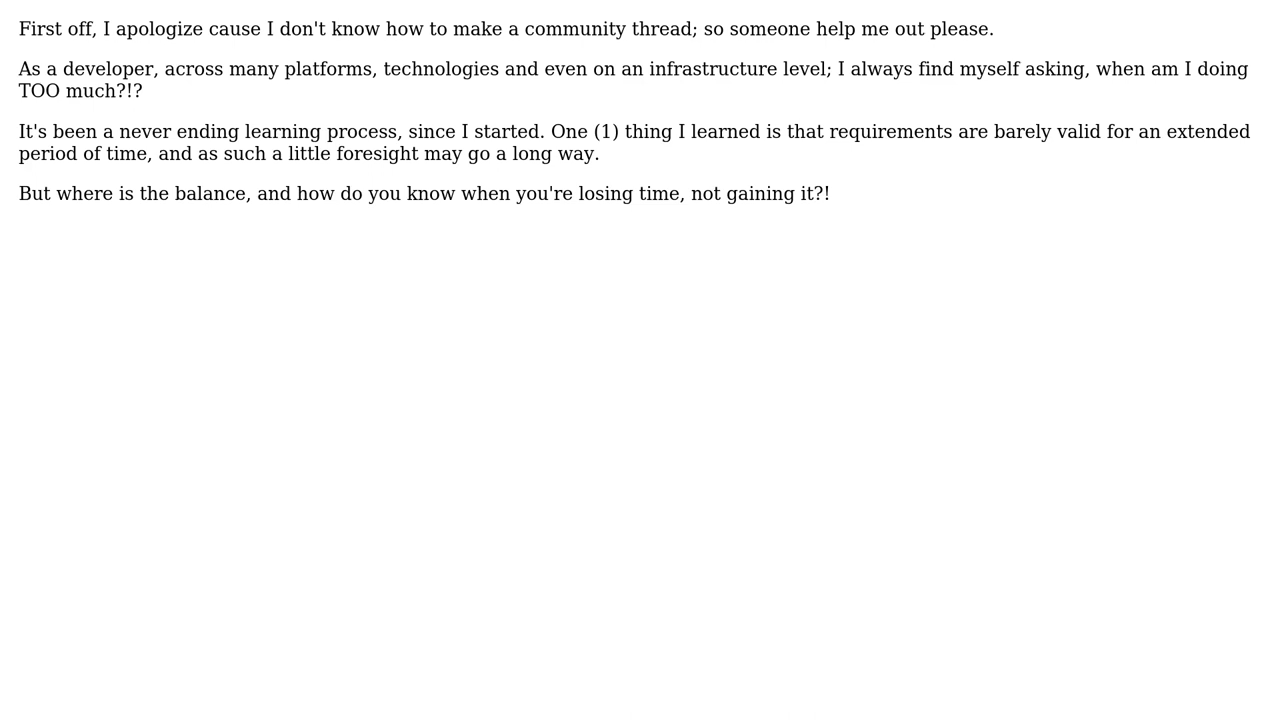 First off, I apologize cause I don't know how to make a community thread; so someone help me out please.
As a developer, across many platforms, technologies and even on an infrastructure level; I always find myself asking, when am I doing
TOO much?!?
It's been a never ending learning process, since I started. One (1) thing I learned is that requirements are barely valid for an extended
period of time, and as such a little foresight may go a long way.
But where is the balance, and how do you know when you're losing time, not gaining it?!